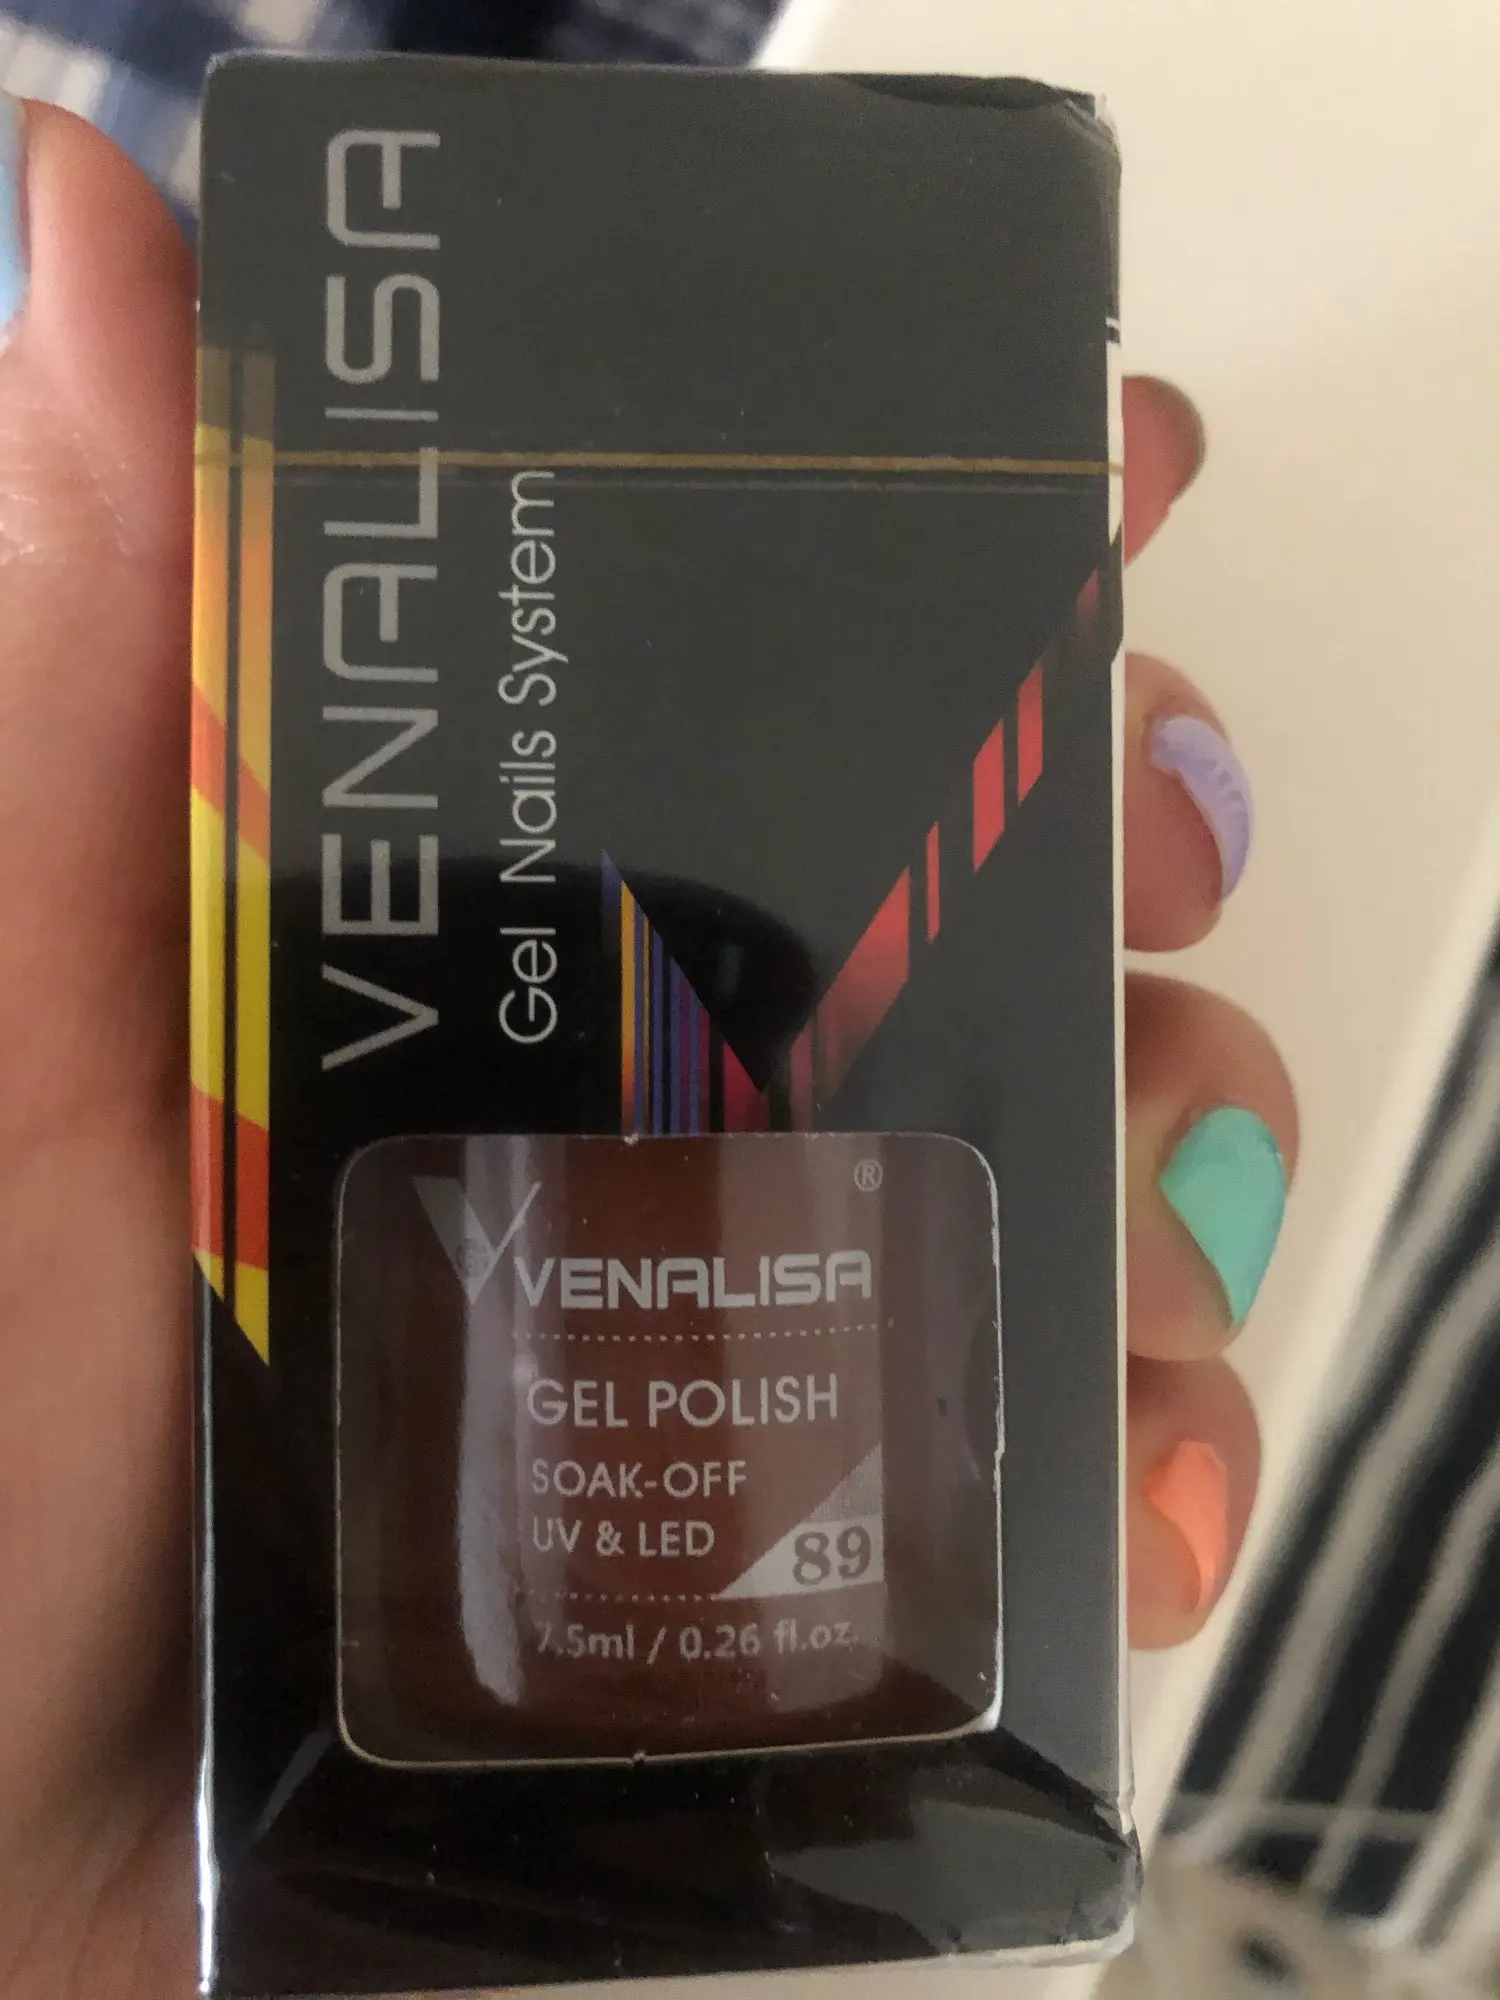 VENALISA
Gel Nails System
®
VENALISA
GEL POLISH
SOAK-OFF
UV & LED
89
7.5ml / 0.26 fl.oz.